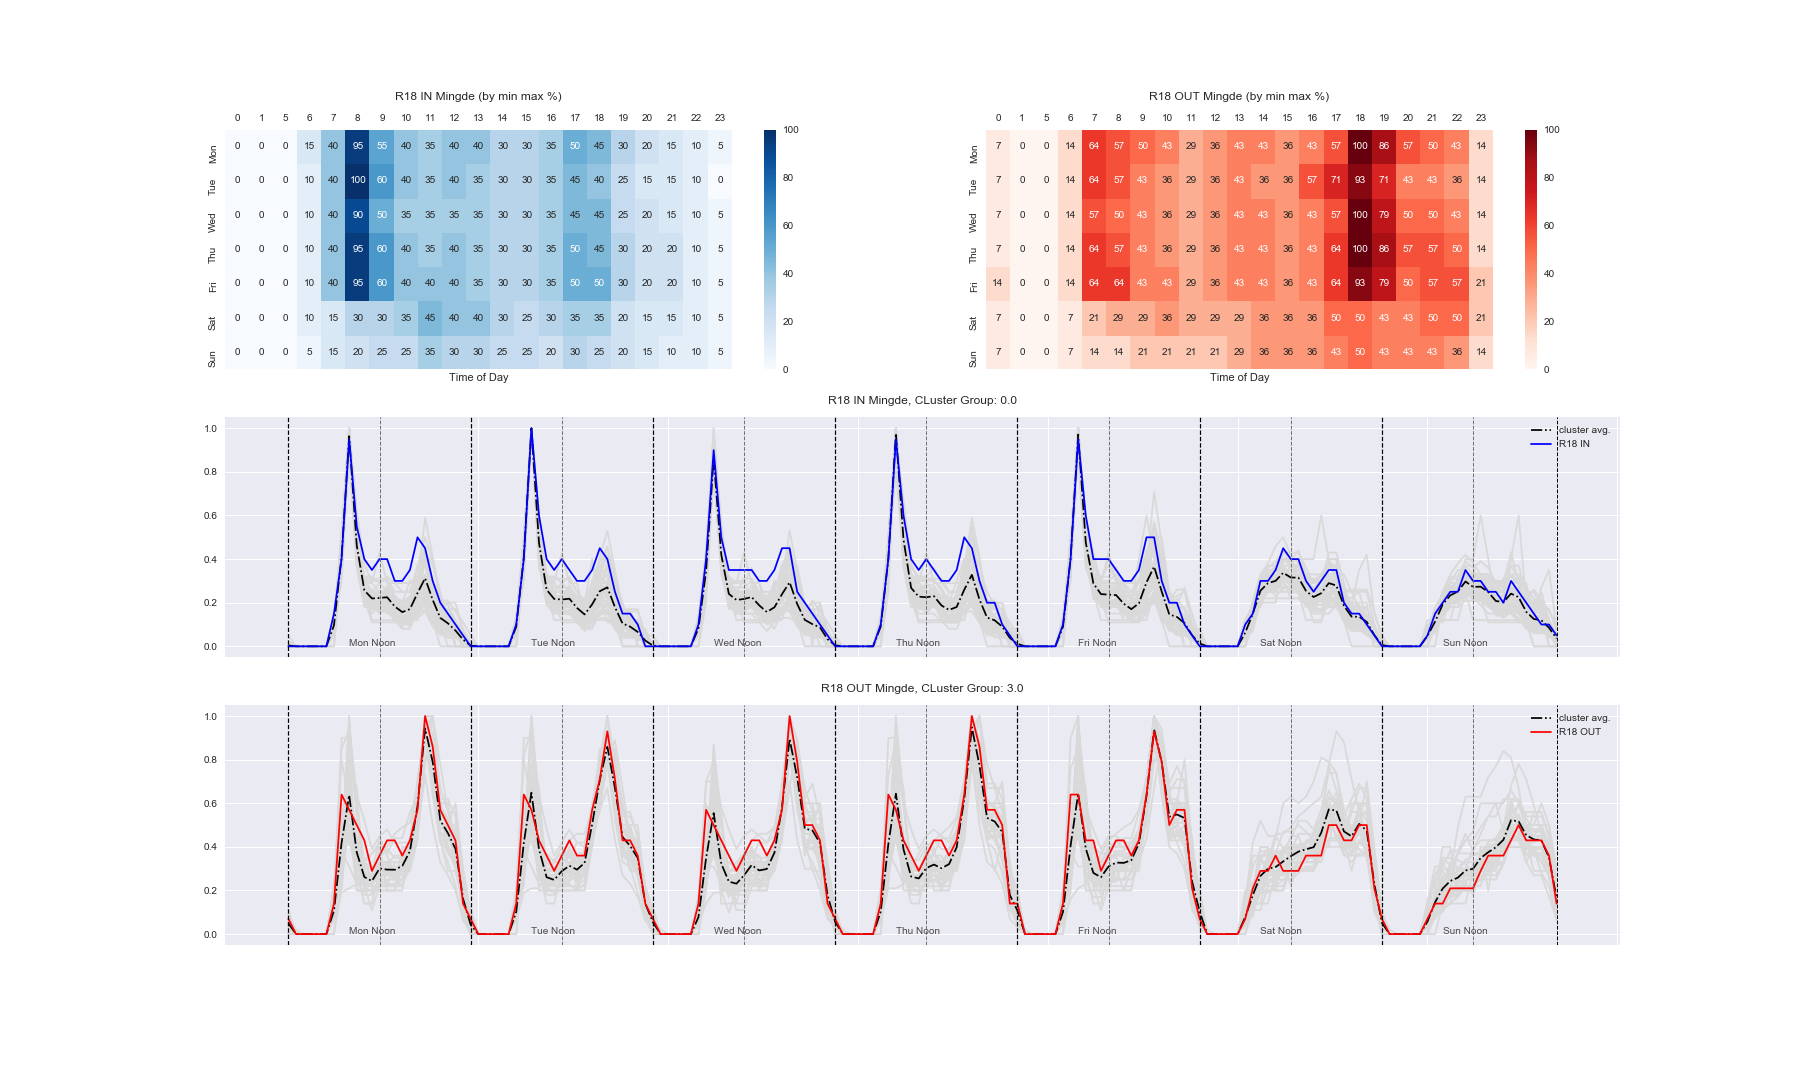 R18 IN Mingde (by min max %)
0 1 5 6 7 8 9 10 11 12 13 14 15 16 17 18 19 20 21 22 23
Mon 0 0 0 15 40 95 55 40 35 40 40 30 30 35 50 45 30 20 15 10 5
Tue 0 0 0 10 40 100 60 40 35 40 35 30 30 35 45 40 25 15 15 10 0
Wed 0 0 0 10 40 90 50 35 35 35 35 30 30 35 45 45 25 20 15 10 5
Thu 0 0 0 10 40 95 60 40 35 40 35 30 30 35 50 45 30 20 20 10 5
Fri 0 0 0 10 40 95 60 40 40 40 35 30 30 35 50 50 30 20 20 10 5
Sat 0 0 0 10 15 30 30 35 45 40 40 30 25 30 35 35 20 15 15 10 5
Sun 0 0 0 5 15 20 25 25 35 30 30 25 25 20 30 25 20 15 10 10 5
Time of Day
100
80
60
40
20
0
R18 OUT Mingde (by min max %)
0 1 5 6 7 8 9 10 11 12 13 14 15 16 17 18 19 20 21 22 23
Mon 7 0 0 14 64 57 50 43 29 36 43 43 36 43 57 100 86 57 50 43 14
Tue 7 0 0 14 64 57 43 36 29 36 43 36 36 57 71 93 71 43 43 36 14
Wed 7 0 0 14 57 50 43 36 29 36 43 43 36 43 57 100 79 50 50 43 14
Thu 7 0 0 14 64 57 43 36 29 36 43 43 36 43 64 100 86 57 57 50 14
Fri 14 0 0 14 64 64 43 43 29 36 43 43 36 43 64 93 79 50 57 57 21
Sat 7 0 0 7 21 29 29 36 29 29 29 36 36 36 50 50 43 43 50 50 21
Sun 7 0 0 7 14 14 21 21 21 21 29 36 36 36 43 50 43 43 43 36 14
Time of Day
100
80
60
40
20
0
R18 IN Mingde, CLuster Group: 0.0
1.0
0.8
0.6
0.4
0.2
0.0
cluster avg.
R18 IN
Mon Noon Tue Noon Wed Noon Thu Noon Fri Noon Sat Noon Sun Noon
R18 OUT Mingde, CLuster Group: 3.0
1.0
0.8
0.6
0.4
0.2
0.0
cluster avg.
R18 OUT
Mon Noon Tue Noon Wed Noon Thu Noon Fri Noon Sat Noon Sun Noon